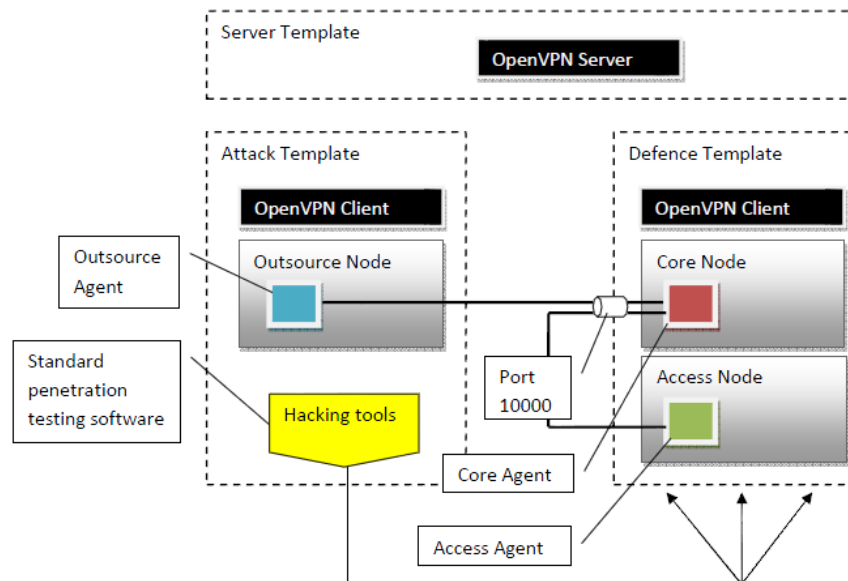 Server Template
OpenVPN Server
Attack Template
Defence Template
OpenVPN Client
OpenVPN Client
Outsource
Agent
Outsource Node
Core Node
Standard
penetration
testing software
Port
10000
Access Node
Hacking tools
Core Agent
Access Agent